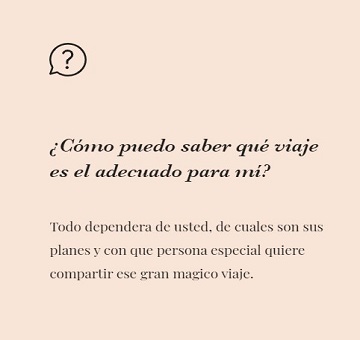 ¿Cómo puedo saber qué viaje
es el adecuado para mí?
Todo dependera de usted, de cuales son sus
planes y con que persona especial quiere
compartir ese gran magico viaje.